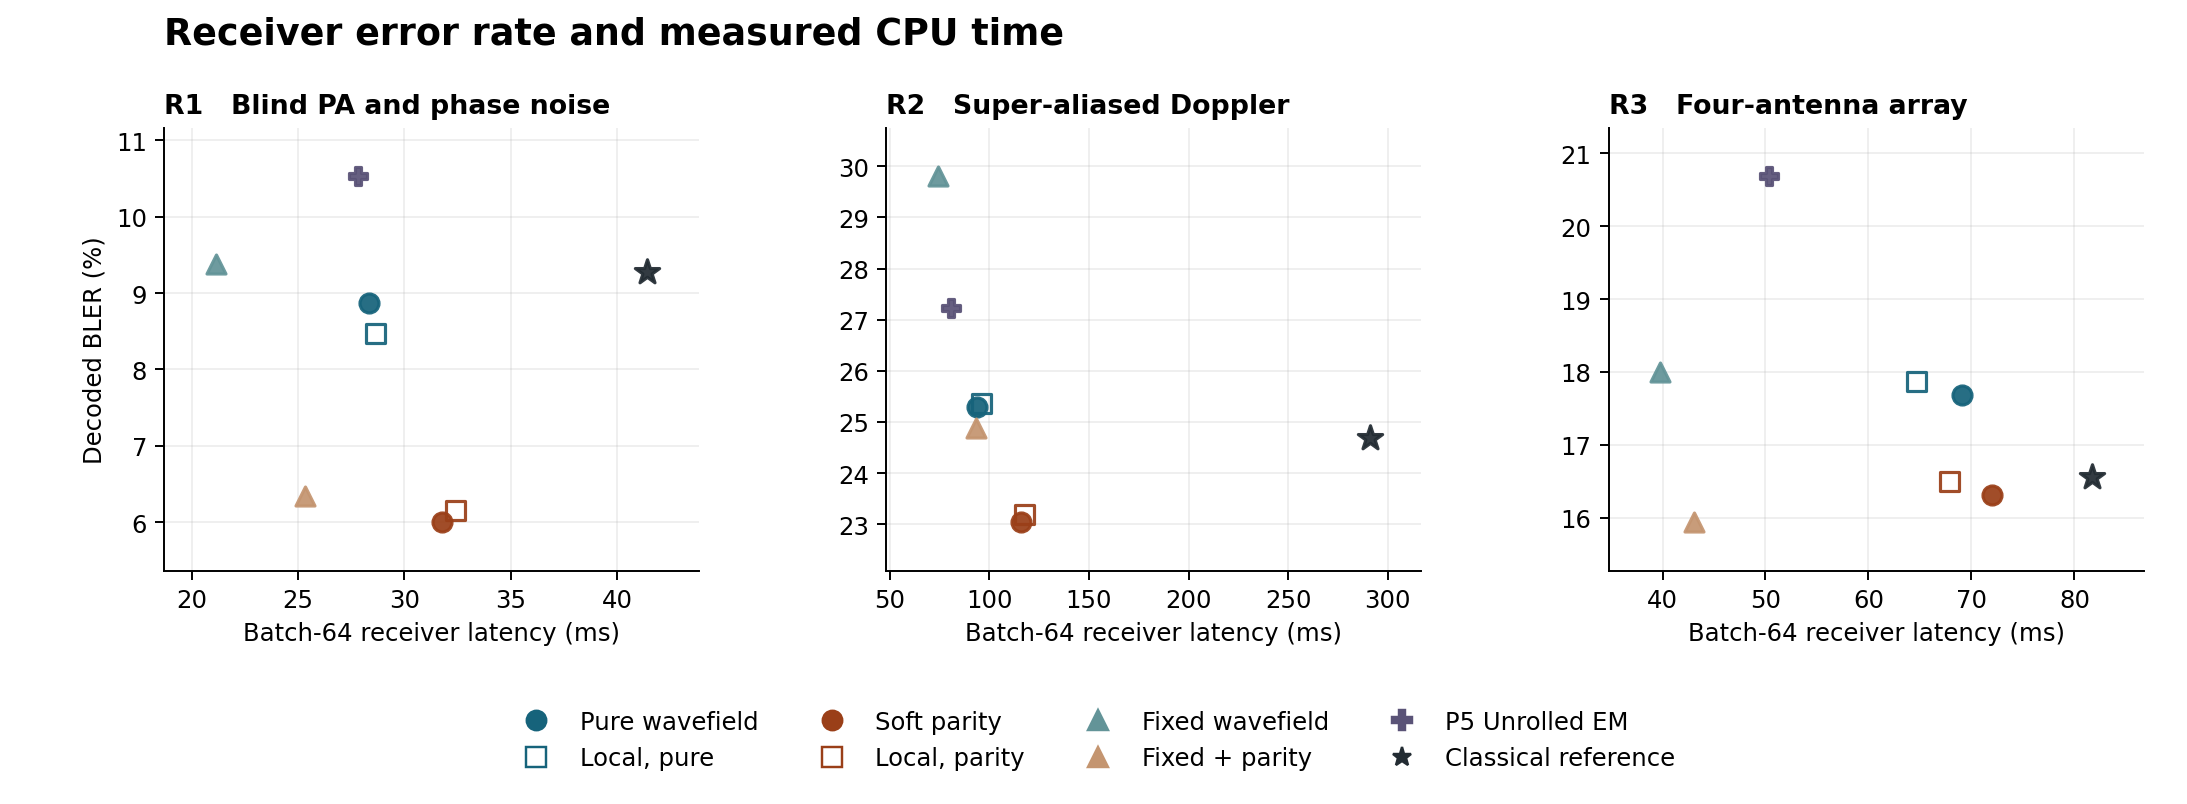 Receiver error rate and measured CPU time
R1 Blind PA and phase noise
11
10
9
8
7
6
Decoded BLER (%)
20 25 30 35 40
Batch-64 receiver latency (ms)
R2 Super-aliased Doppler
30
29
28
27
26
25
24
23
50 100 150 200 250 300
Batch-64 receiver latency (ms)
R3 Four-antenna array
21
20
19
18
17
16
40 50 60 70 80
Batch-64 receiver latency (ms)
Pure wavefield Soft parity Fixed wavefield P5 Unrolled EM
Local, pure Local, parity Fixed + parity Classical reference